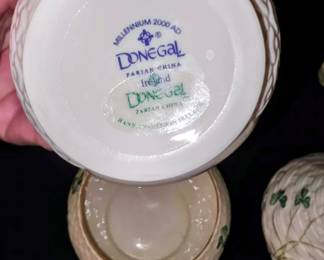 MILLENNIUM 2000 AD
DONEGAL
PARIAN CHINA
Ireland
DONEGAL
PARIAN CHINA